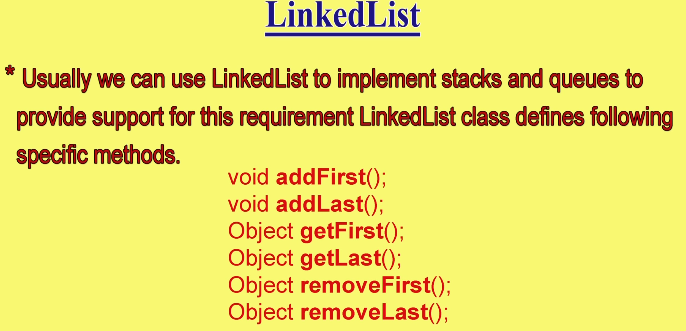 LinkedList
* Usually we can use LinkedList to implement stacks and queues to
provide support for this requirement LinkedList class defines following
specific methods.
void addFirst();
void addLast();
Object getFirst();
Object getLast();
Object removeFirst();
Object removeLast();